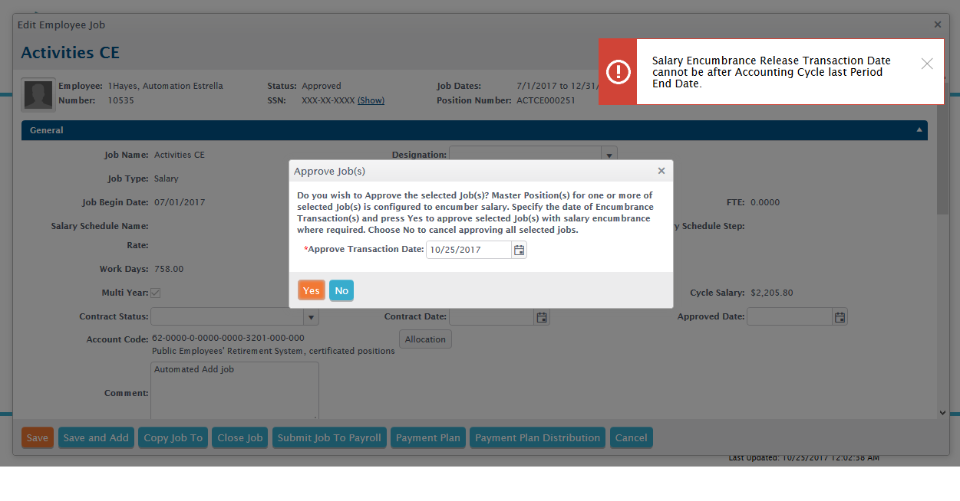 Edit Employee Job
Activities CE
Salary Encumbrance Release Transaction Date
cannot be after Accounting Cycle last Period
End Date.
Employee: 1Hayes, Automation Estrella Status: Approved Job Dates: 7/1/2017 to 12/31/
Number: 10535 SSN: XXX-XX-XXXX (Show) Position Number: ACTCE000251
General
Job Name: Activities CE Designation:
Job Type: Salary
Job Begin Date: 07/01/2017 FTE: 0.0000
Salary Schedule Name: y Schedule Step:
Rate:
Work Days: 758.00
Multi Year: Cycle Salary: $2,205.80
Contract Status: Contract Date: Approved Date:
Account Code: 62-0000-0-0000-0000-3201-000-000 Allocation
Public Employees' Retirement System, certificated positions
Comment: Automated Add job
Approve Job(s)
Do you wish to Approve the selected Job(s)? Master Position(s) for one or more of
selected Job(s) is configured to encumber salary. Specify the date of Encumbrance
Transaction(s) and press Yes to approve selected Job(s) with salary encumbrance
where required. Choose No to cancel approving all selected jobs.
*Approve Transaction Date: 10/25/2017
Yes No
Save Save and Add Copy Job To Close Job Submit Job To Payroll Payment Plan Payment Plan Distribution Cancel
Last Updated: 10/25/2017 12:02:38 AM